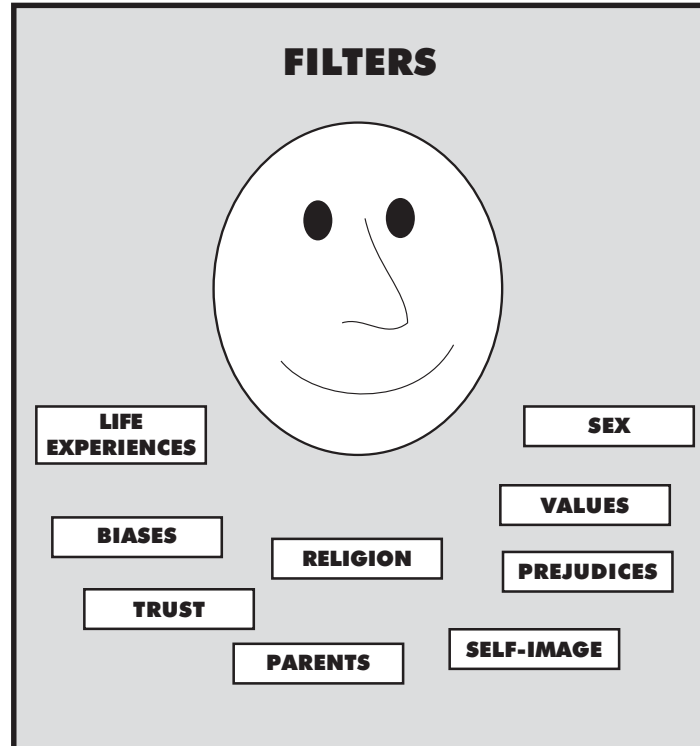 FILTERS
LIFE
EXPERIENCES
SEX
VALUES
BIASES
RELIGION
PREJUDICES
TRUST
PARENTS
SELF-IMAGE